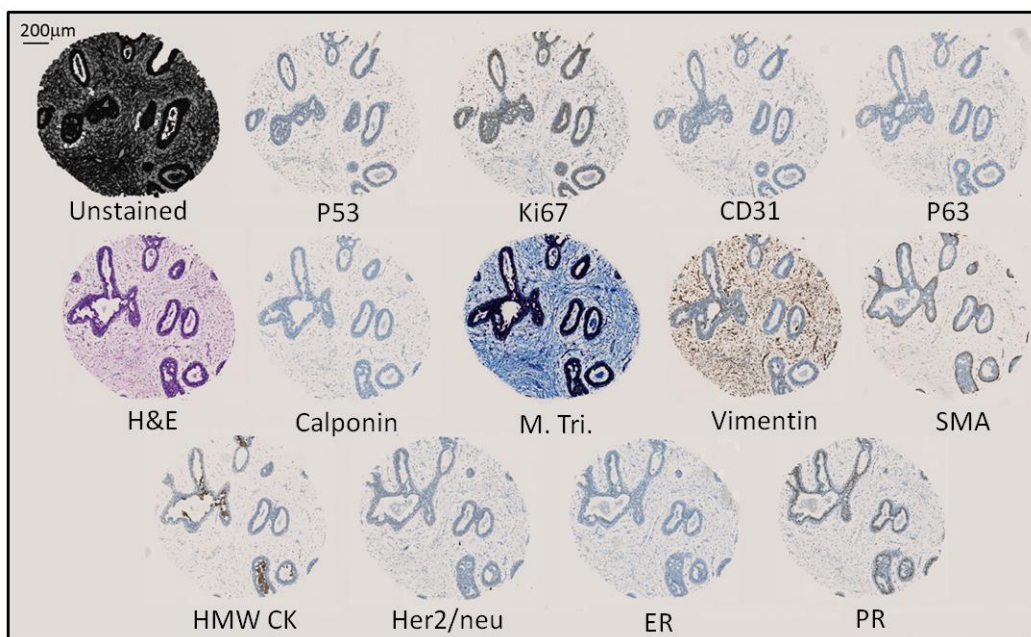 200μm
Unstained P53 Ki67 CD31 P63
H&E Calponin M. Tri. Vimentin SMA
HMW CK Her2/neu ER PR